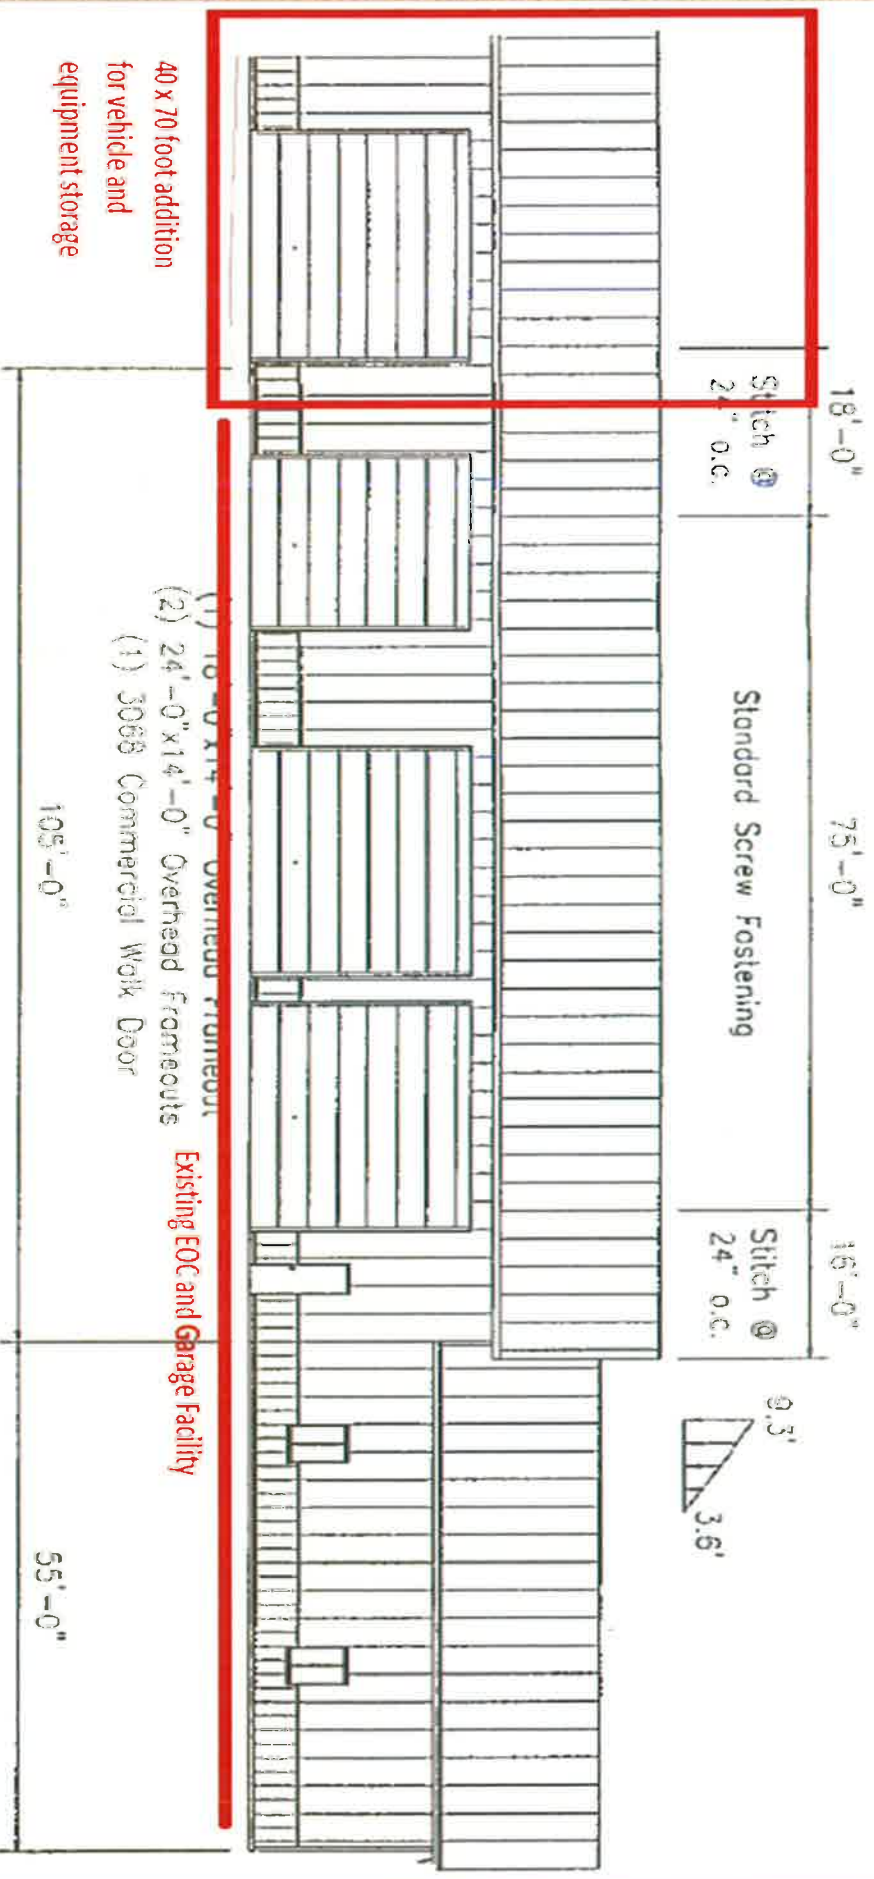 18'-0" 75'-0" 16'-0"
Stitch @
24" o.c.
Standard Screw Fastening
Stitch @
24" o.c.
9.3'
3.6'
40 x 70 foot addition
for vehicle and
equipment storage
Overhead Frameout
(2) 24'-0"x14'-0" Overhead Frameouts
(1) 3068 Commercial Walk Door
Existing EOC and Garage Facility
105'-0" 55'-0"